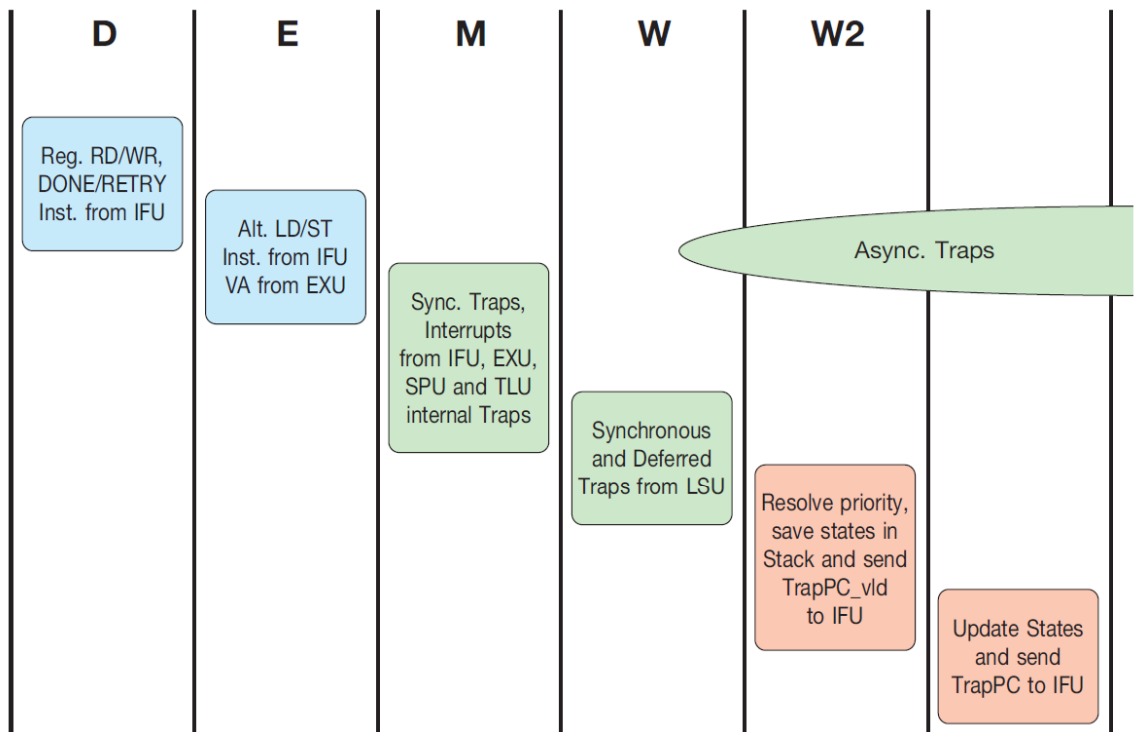 D
E
M
W
W2
Reg. RD/WR,
DONE/RETRY
Inst. from IFU
Alt. LD/ST
Inst. from IFU
VA from EXU
Async. Traps
Sync. Traps,
Interrupts
from IFU, EXU,
SPU and TLU
internal Traps
Synchronous
and Deferred
Traps from LSU
Resolve priority,
save states in
Stack and send
TrapPC_vld
to IFU
Update States
and send
TrapPC to IFU